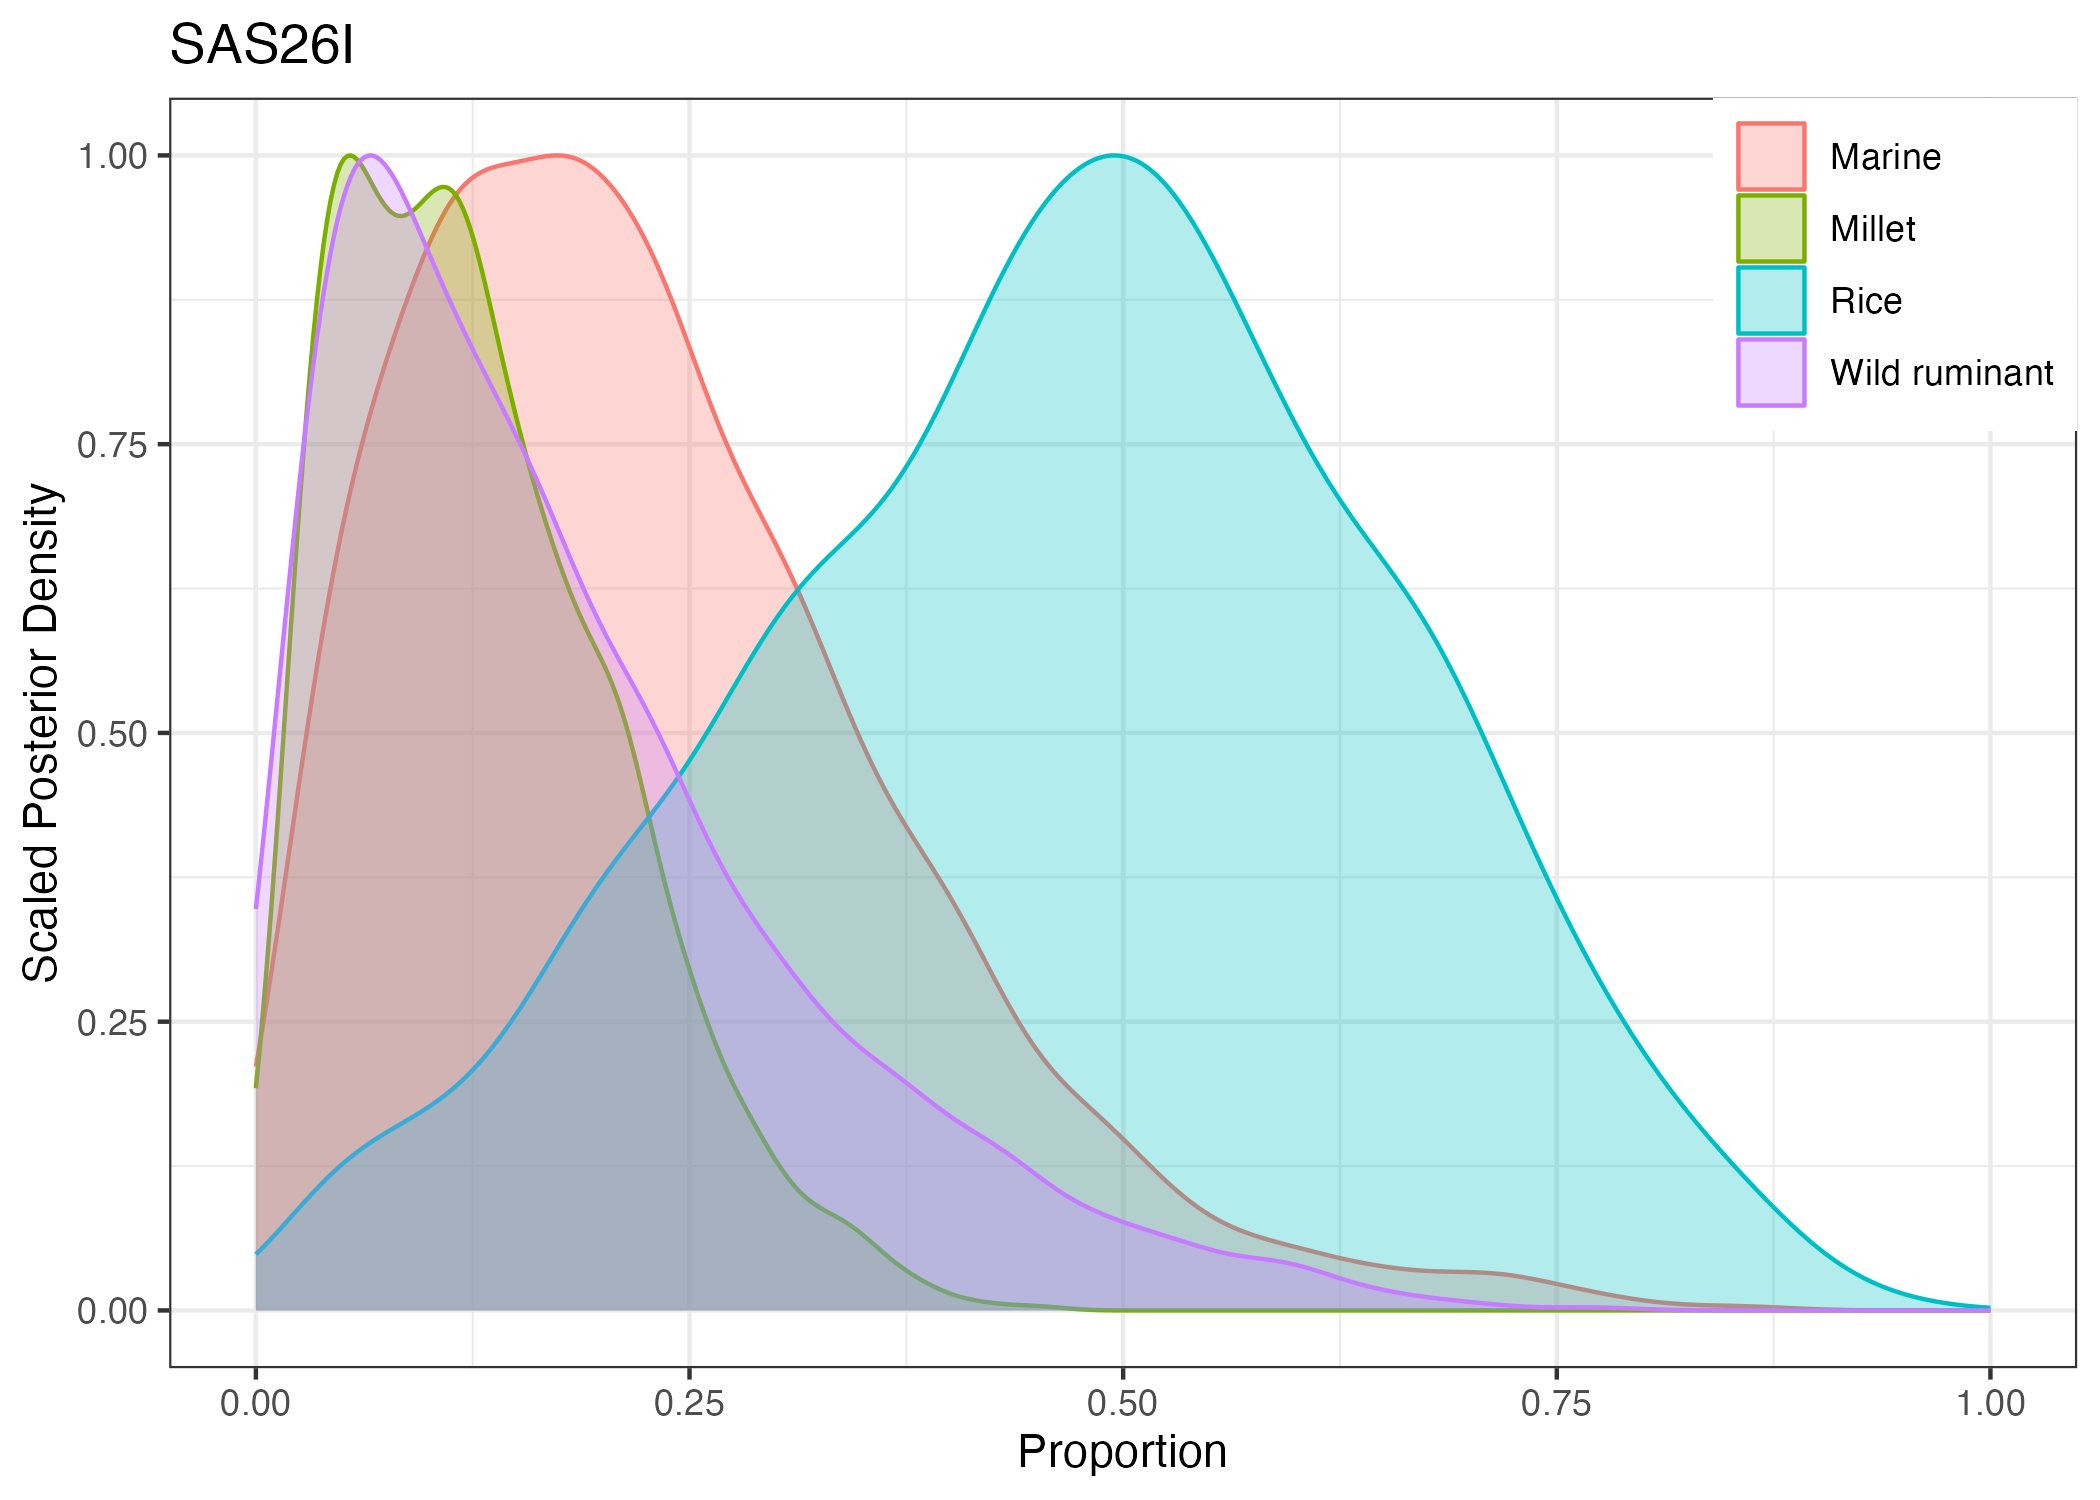 SAS26I
Scaled Posterior Density
1.00
0.75
0.50
0.25
0.00
Marine
Millet
Rice
Wild ruminant
0.00 0.25 0.50 0.75 1.00
Proportion